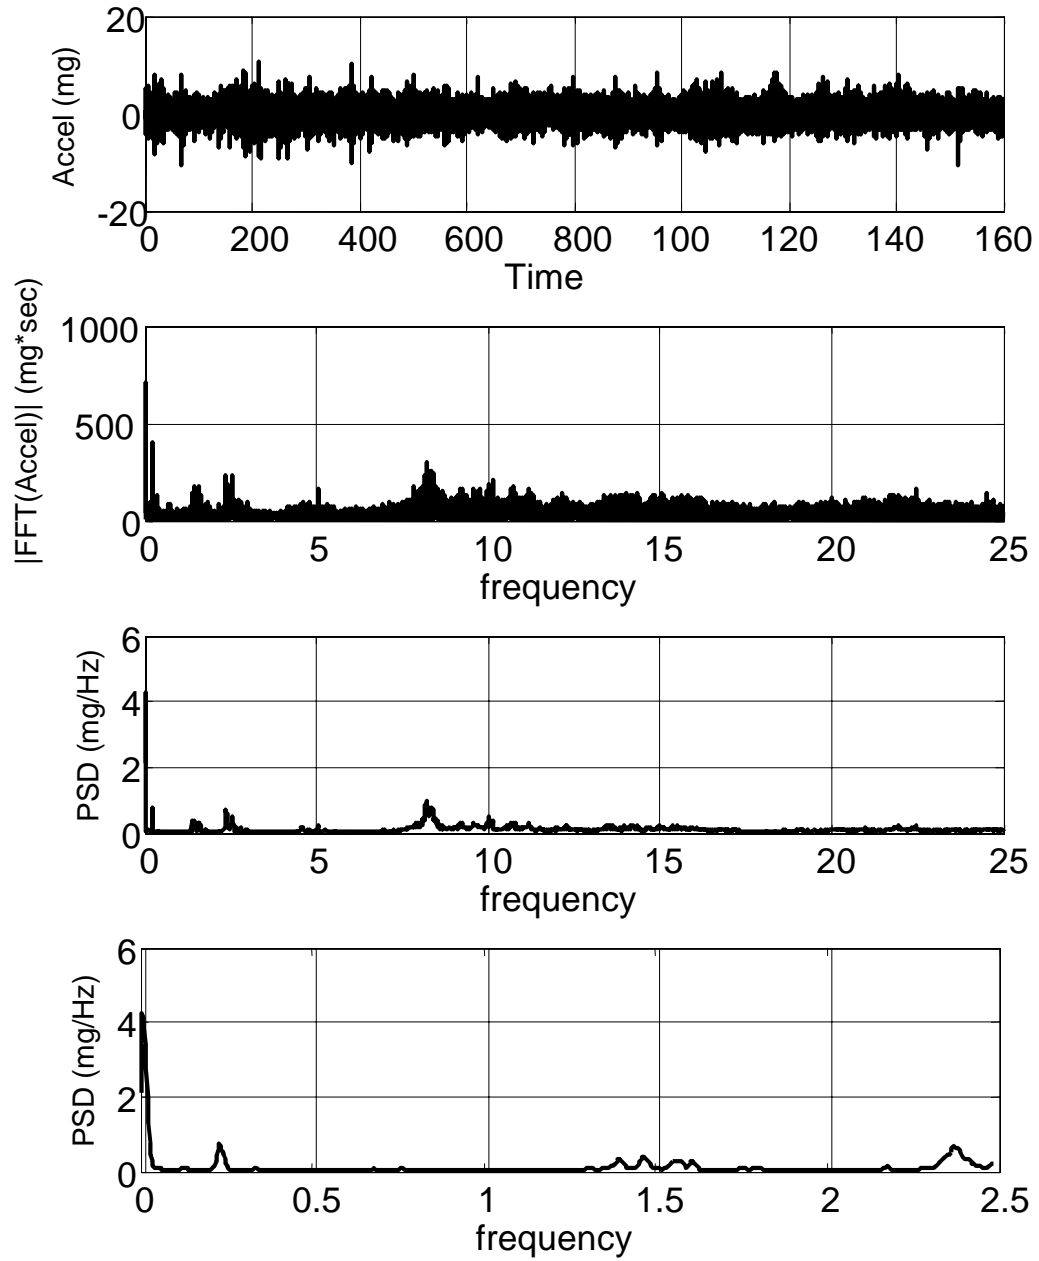 Accel (mg)
20
0
-20
0 200 400 600 800 100 120 140 160
Time
|FFT(Accel)| (mg*sec)
1000
500
0
0 5 10 15 20 25
frequency
PSD (mg/Hz)
6
4
2
0
0 5 10 15 20 25
frequency
PSD (mg/Hz)
6
4
2
0
0 0.5 1 1.5 2 2.5
frequency